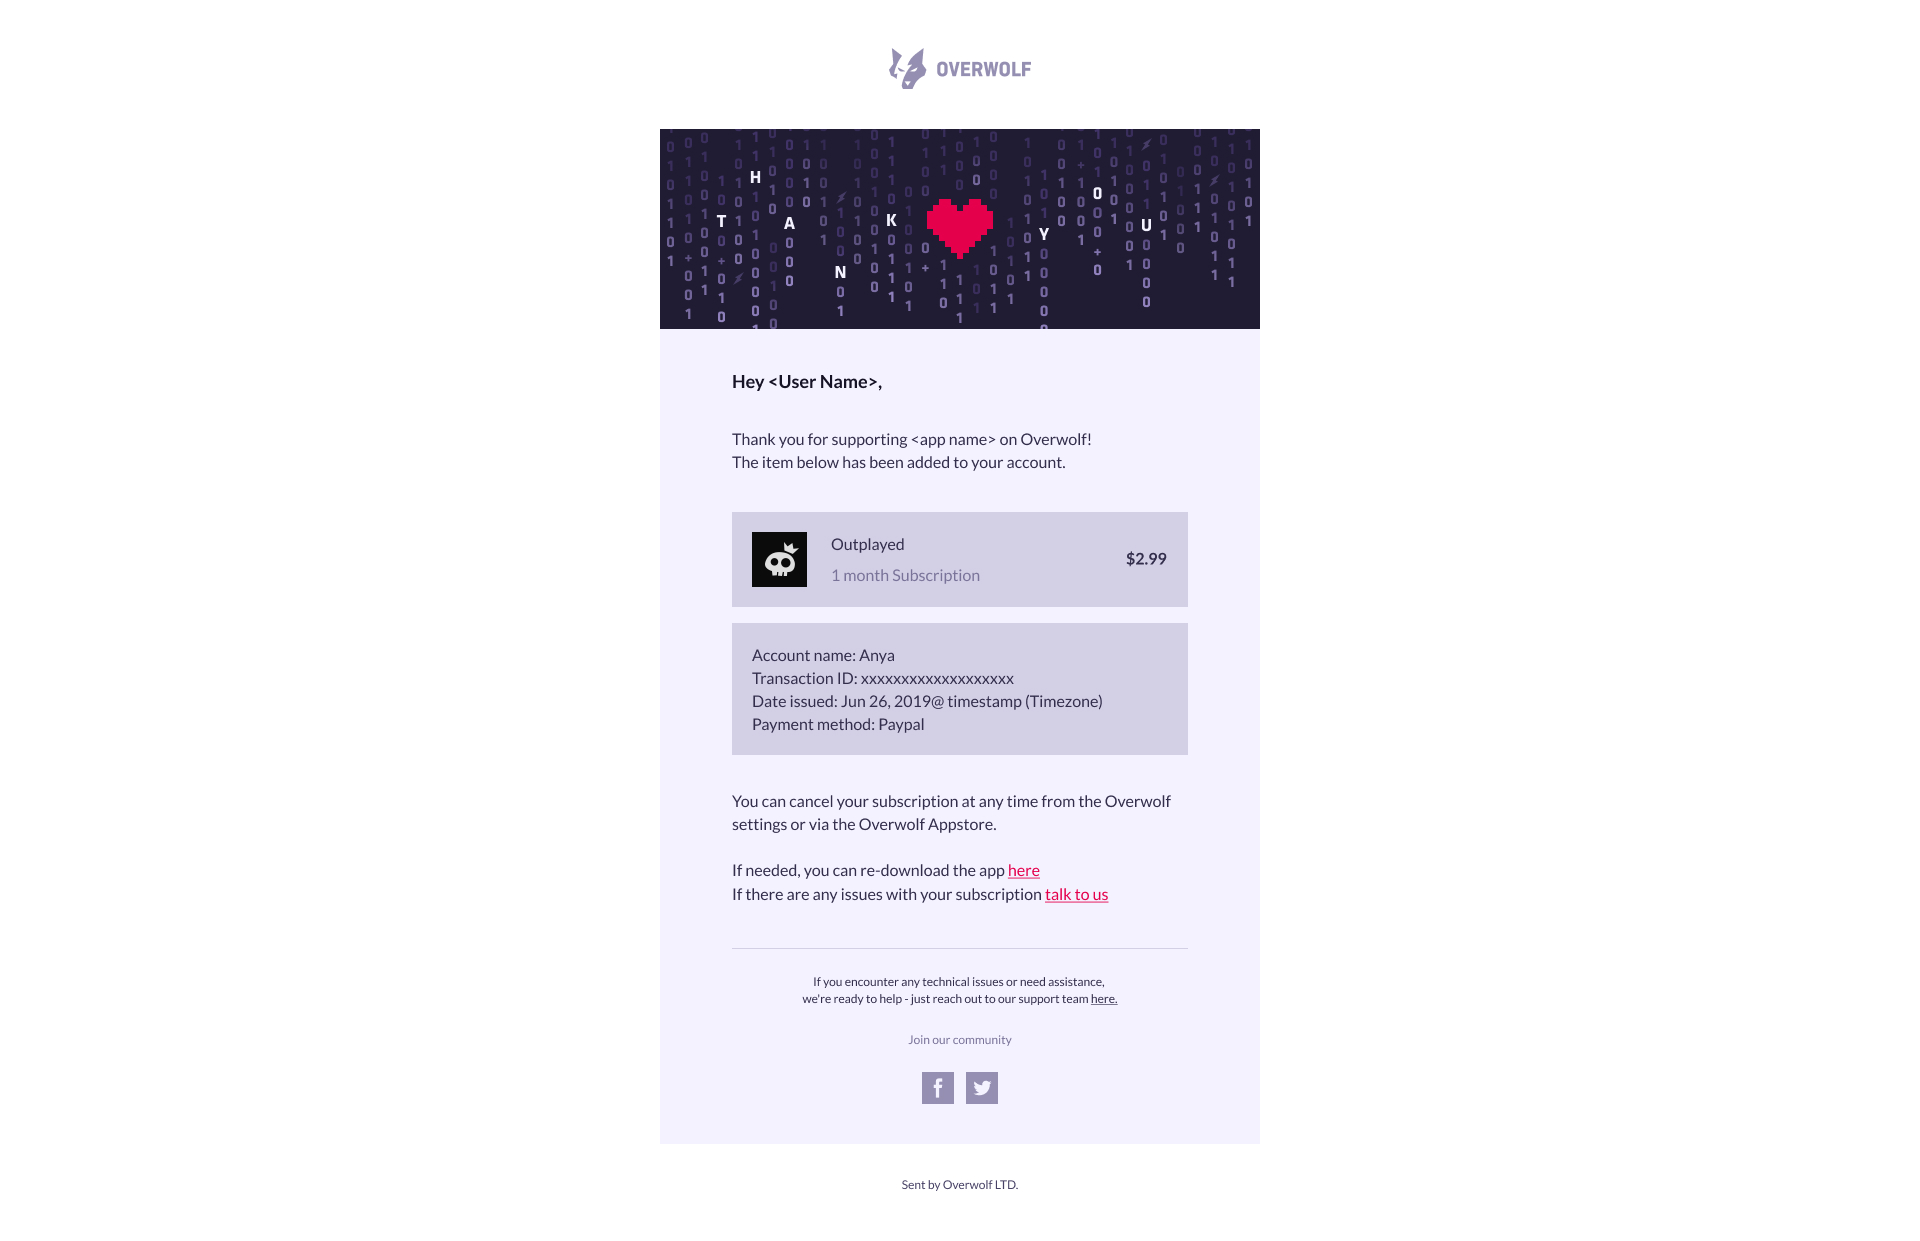 OVERWOLF
T H A N K Y O U
Hey <User Name>,
Thank you for supporting <app name> on Overwolf!
The item below has been added to your account.
Outplayed
1 month Subscription
$2.99
Account name: Anya
Transaction ID: xxxxxxxxxxxxxxxxxxx
Date issued: Jun 26, 2019@ timestamp (Timezone)
Payment method: Paypal
You can cancel your subscription at any time from the Overwolf
settings or via the Overwolf Appstore.
If needed, you can re-download the app here
If there are any issues with your subscription talk to us
If you encounter any technical issues or need assistance,
we're ready to help - just reach out to our support team here.
Join our community
Sent by Overwolf LTD.